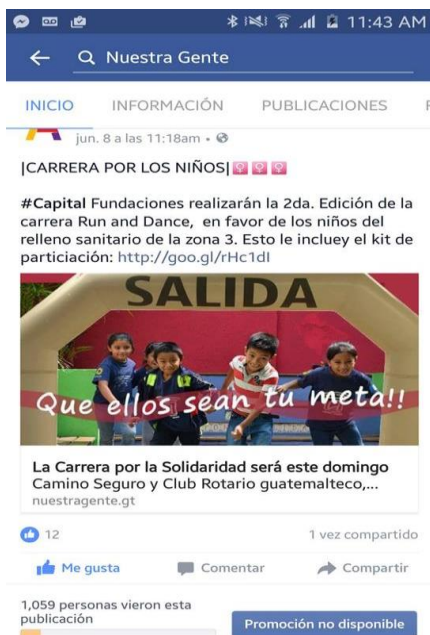 11:43 AM
Nuestra Gente
INICIO INFORMACIÓN PUBLICACIONES
jun. 8 a las 11:18am
|CARRERA POR LOS NIÑOS|
#Capital Fundaciones realizarán la 2da. Edición de la
carrera Run and Dance, en favor de los niños del
relleno sanitario de la zona 3. Esto le incluey el kit de
particiación: http://goo.gl/rHc1dI
SALIDA
Que ellos sean tu meta!!
La Carrera por la Solidaridad será este domingo
Camino Seguro y Club Rotario guatemalteco,...
nuestragente.gt
12 1 vez compartido
Me gusta Comentar Compartir
1,059 personas vieron esta
publicación
Promoción no disponible